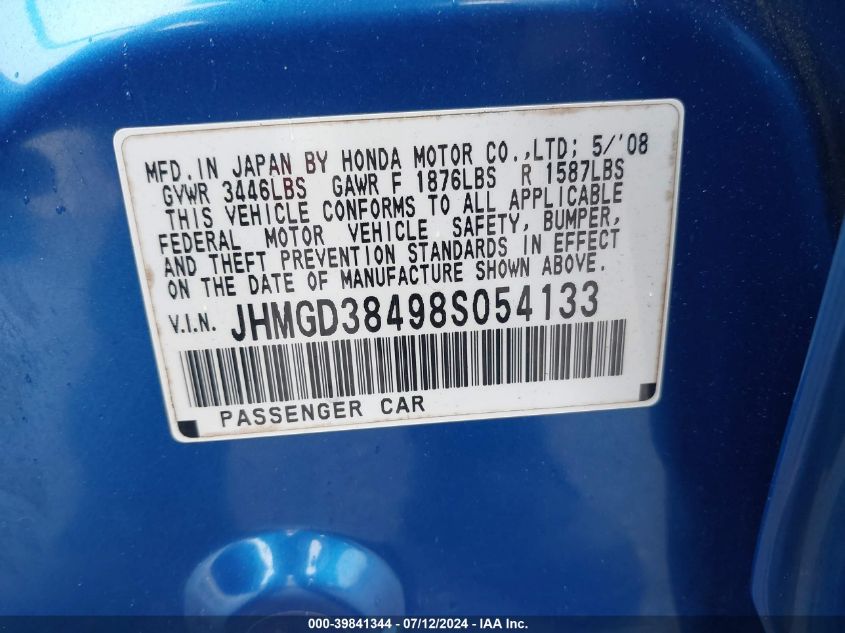 MFD.IN JAPAN BY HONDA MOTOR CO.,LTD; 5/'08
GVWR 3446LBS GAWR F 1876LBS R 1587LBS
THIS VEHICLE CONFORMS TO ALL APPLICABLE
FEDERAL MOTOR VEHICLE SAFETY, BUMPER,
AND THEFT PREVENTION STANDARDS IN EFFECT
ON THE DATE OF MANUFACTURE SHOWN ABOVE.
V.I.N. JHMGD38498S054133
PASSENGER CAR
000-39841344 - 07/12/2024 - IAAI.COM